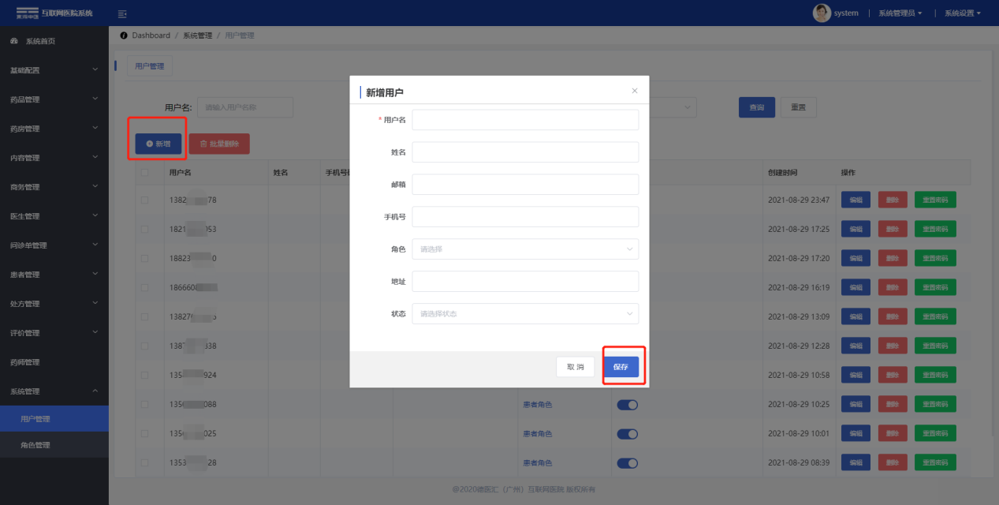 互联网医院系统
system | 系统管理员 | 系统设置
系统首页
基础配置
药品管理
药房管理
内容管理
商务管理
医生管理
问诊单管理
患者管理
处方管理
评价管理
药师管理
系统管理
用户管理
角色管理
Dashboard / 系统管理 / 用户管理
用户管理
用户名: 请输入用户名称
查询 重置
新增 批量删除
用户名 姓名 手机号 创建时间 操作
1382 78 2021-08-29 23:47 编辑 删除 重置密码
1821 053 2021-08-29 17:25 编辑 删除 重置密码
18823 0 2021-08-29 17:20 编辑 删除 重置密码
186660 2021-08-29 16:19 编辑 删除 重置密码
1382 2021-08-29 13:09 编辑 删除 重置密码
138 938 2021-08-29 12:28 编辑 删除 重置密码
135 924 2021-08-29 10:58 编辑 删除 重置密码
135 088 患者角色 2021-08-29 10:25 编辑 删除 重置密码
135 025 患者角色 2021-08-29 10:01 编辑 删除 重置密码
1353 28 患者角色 2021-08-29 08:39 编辑 删除 重置密码
新增用户 ×
* 用户名
姓名
邮箱
手机号
角色 请选择
地址
状态 请选择状态
取 消 保存
@2020德医汇（广州）互联网医院 版权所有